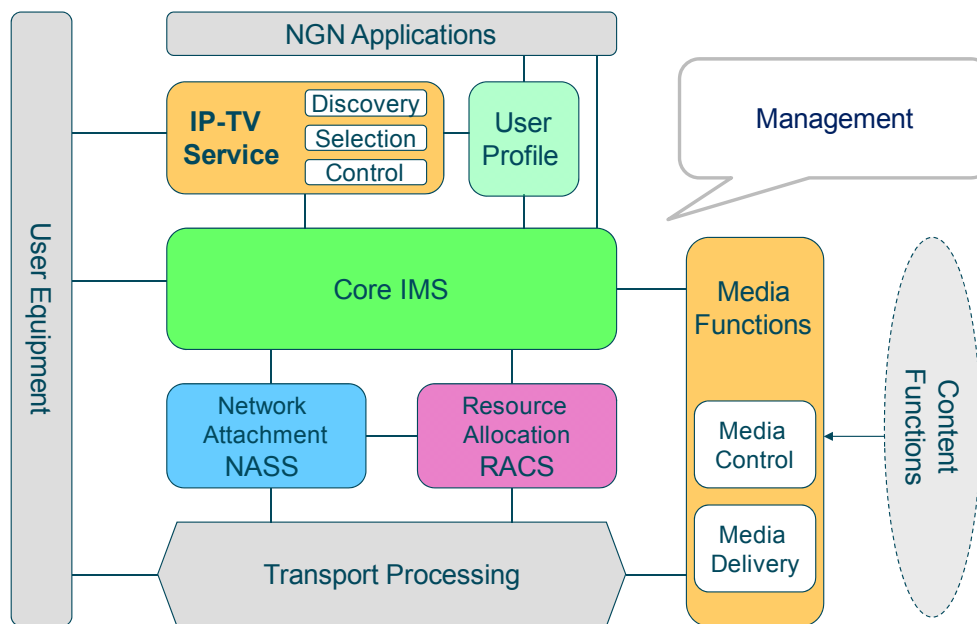 NGN Applications
IP-TV
Service
Discovery
Selection
Control
User
Profile
Management
User Equipment
Core IMS
Media
Functions
Network
Attachment
NASS
Resource
Allocation
RACS
Media
Control
Media
Delivery
Content
Functions
Transport Processing